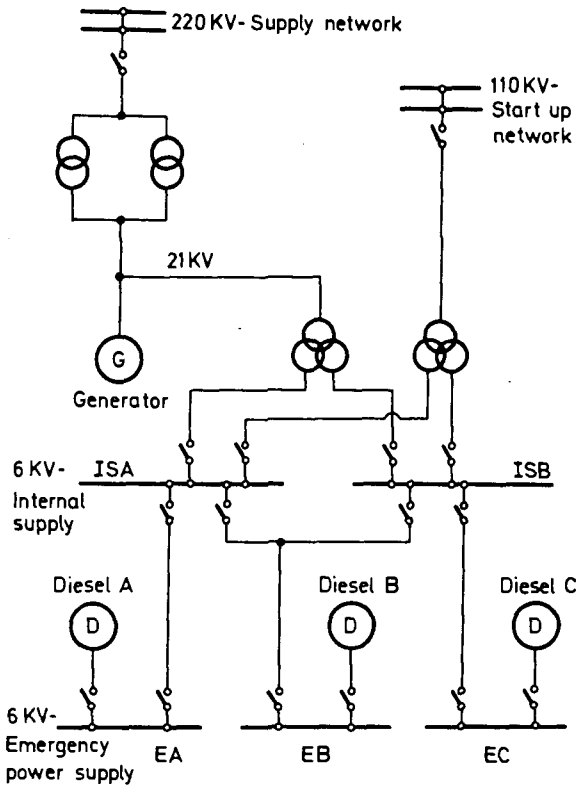 220 KV- Supply network
110 KV-
Start up
network
21 KV
G
Generator
6 KV-
Internal
supply
ISA
ISB
Diesel A
Diesel B
Diesel C
D
D
D
6 KV-
Emergency
power supply
EA
EB
EC